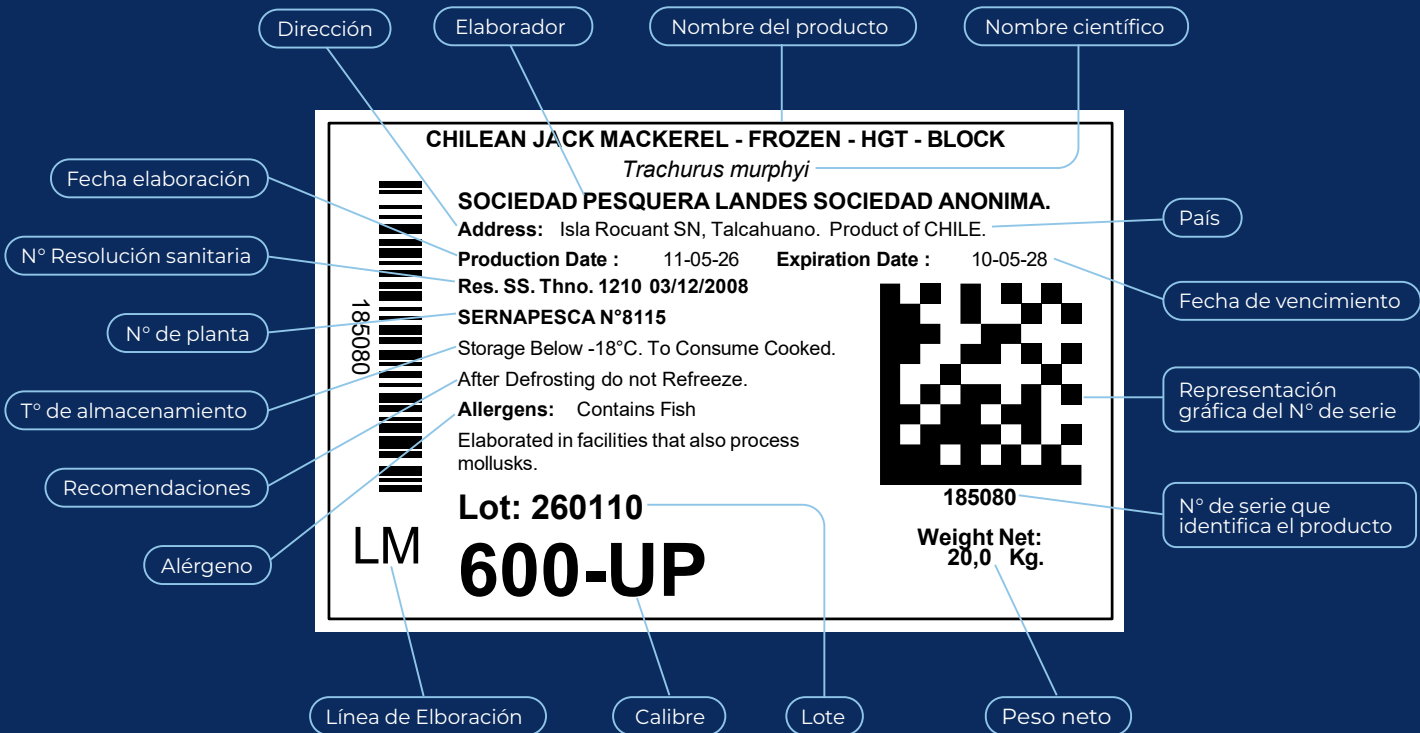 Dirección
Elaborador
Nombre del producto
Nombre científico
CHILEAN JACK MACKEREL - FROZEN - HGT - BLOCK
Trachurus murphyi
SOCIEDAD PESQUERA LANDES SOCIEDAD ANONIMA.
Address: Isla Rocuant SN, Talcahuano. Product of CHILE.
Production Date : 11-05-26 Expiration Date : 10-05-28
Res. SS. Thno. 1210 03/12/2008
SERNAPESCA N°8115
Storage Below -18°C. To Consume Cooked.
After Defrosting do not Refreeze.
Allergens: Contains Fish
Elaborated in facilities that also process
mollusks.
Lot: 260110
600-UP
185080
LM
185080
Weight Net:
20,0 Kg.
Fecha elaboración
N° Resolución sanitaria
N° de planta
T° de almacenamiento
Recomendaciones
Alérgeno
País
Fecha de vencimiento
Representación
gráfica del N° de serie
N° de serie que
identifica el producto
Línea de Elboración
Calibre
Lote
Peso neto